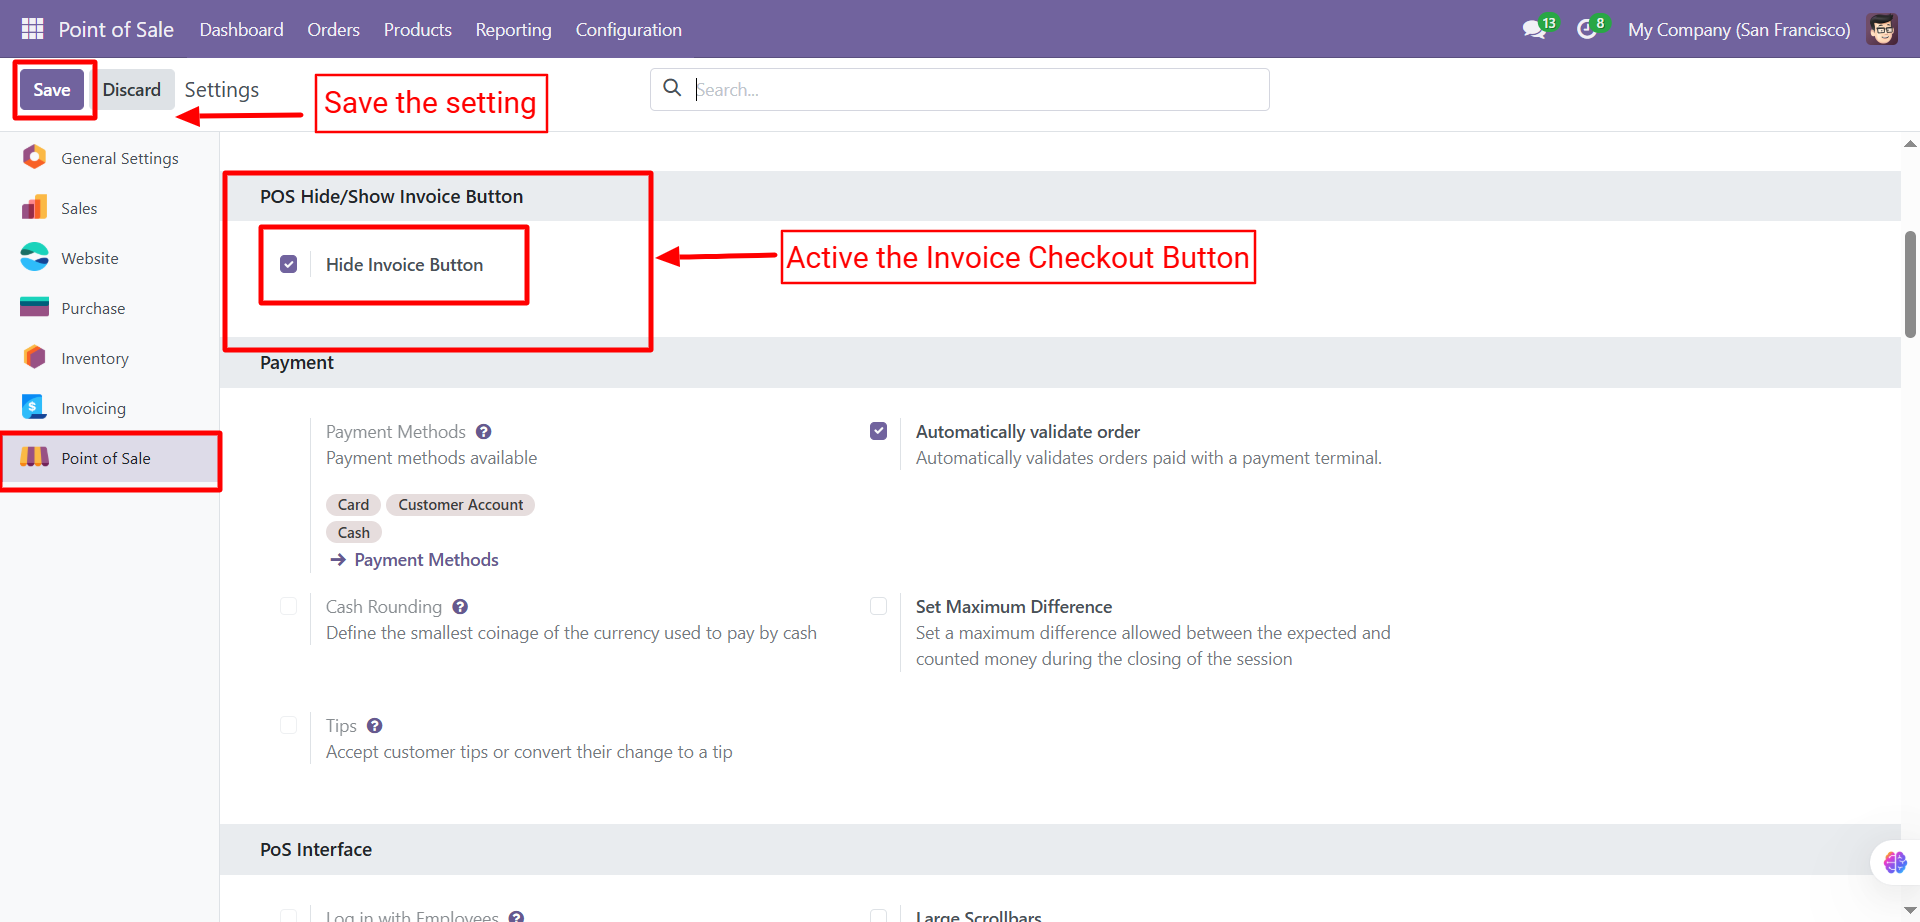 Point of Sale Dashboard Orders Products Reporting Configuration 13 8 My Company (San Francisco)
Save Discard Settings Save the setting Search...
General Settings
Sales
Website
Purchase
Inventory
Invoicing
Point of Sale
POS Hide/Show Invoice Button
Hide Invoice Button
Active the Invoice Checkout Button
Payment
Payment Methods ?
Payment methods available
Card Customer Account
Cash
→ Payment Methods
Automatically validate order
Automatically validates orders paid with a payment terminal.
Cash Rounding ?
Define the smallest coinage of the currency used to pay by cash
Set Maximum Difference
Set a maximum difference allowed between the expected and
counted money during the closing of the session
Tips ?
Accept customer tips or convert their change to a tip
PoS Interface
Log in with Employees ?
Large Scrollbars